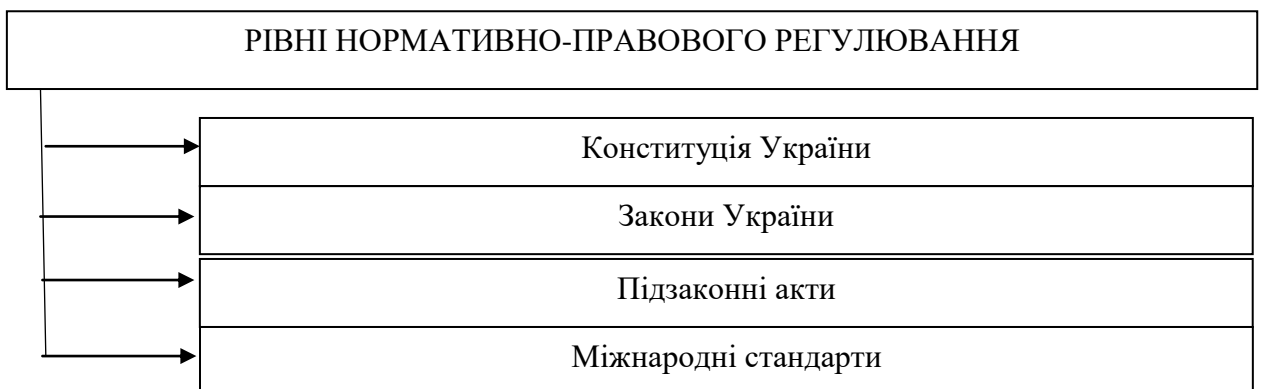 РІВНІ НОРМАТИВНО-ПРАВОВОГО РЕГУЛЮВАННЯ
Конституція України
Закони України
Підзаконні акти
Міжнародні стандарти